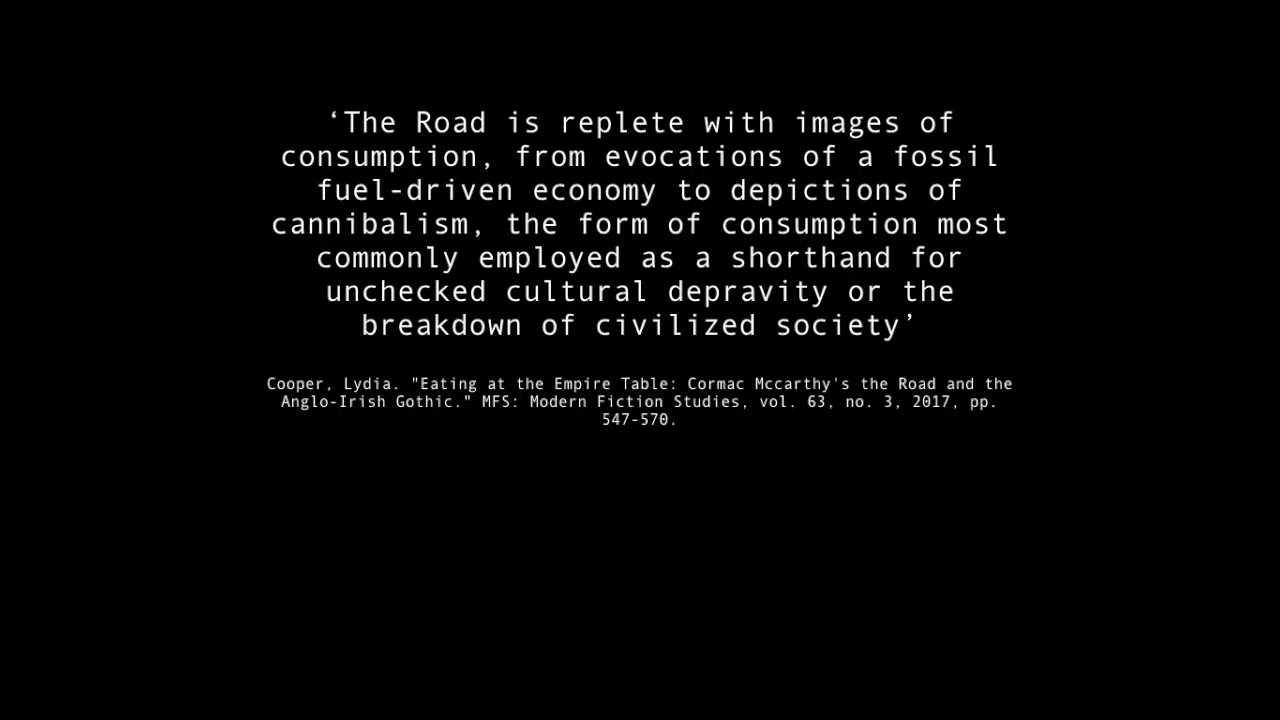 ‘The Road is replete with images of
consumption, from evocations of a fossil
fuel-driven economy to depictions of
cannibalism, the form of consumption most
commonly employed as a shorthand for
unchecked cultural depravity or the
breakdown of civilized society’
Cooper, Lydia. "Eating at the Empire Table: Cormac Mccarthy's the Road and the
Anglo-Irish Gothic." MFS: Modern Fiction Studies, vol. 63, no. 3, 2017, pp.
547-570.